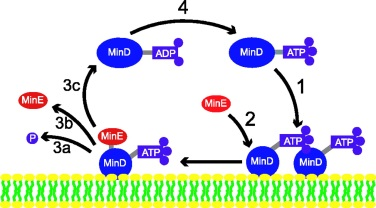 4
MinD
ADP
MinD
ATP
3c
1
MinE
3b
MinE
2
P
3a
MinE
MinD
ATP
MinD
ATP
MinD
ATP